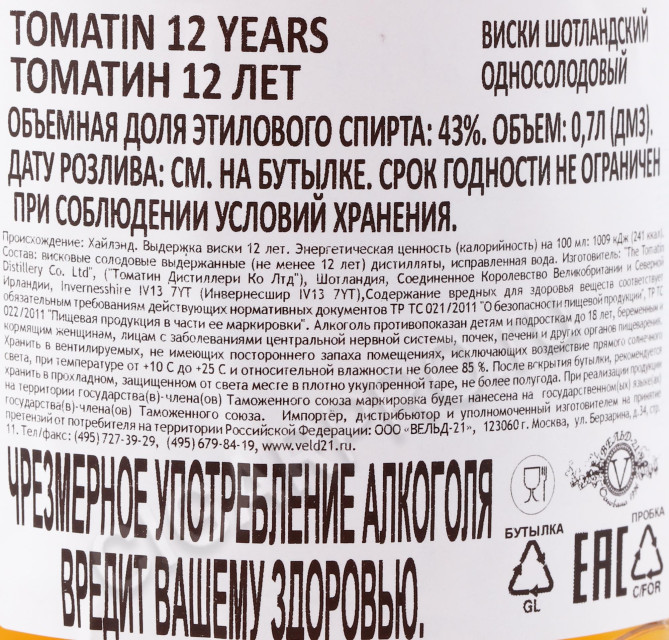 TOMATIN 12 YEARS
ВИСКИ ШОТЛАНДСКИЙ
ТОМАТИН 12 ЛЕТ
ОДНОСОЛОДОВЫЙ
ОБЪЕМНАЯ ДОЛЯ ЭТИЛОВОГО СПИРТА: 43%. ОБЪЕМ: 0,7Л (ДМ3).
ДАТУ РОЗЛИВА: СМ. НА БУТЫЛКЕ. СРОК ГОДНОСТИ НЕ ОГРАНИЧЕН
ПРИ СОБЛЮДЕНИИ УСЛОВИЙ ХРАНЕНИЯ.
Происхождение: Хайлэнд. Выдержка виски 12 лет. Энергетическая ценность (калорийность) на 100 мл: 1009 кДж (241 ккал).
Состав: висковые солодовые выдержанные (не менее 12 лет) дистилляты, исправленная вода. Изготовитель: "The Tomatin
Distillery Co. Ltd", ("Томатин Дистиллери Ко Лтд"), Шотландия, Соединенное Королевство Великобритании и Северной
Ирландии, Invernesshire IV13 7YT (Инвернесшир IV13 7YT),Содержание вредных для здоровья веществ соответствует
обязательным требованиям действующих нормативных документов ТР ТС 021/2011 "О безопасности пищевой продукции", ТР ТС
022/2011 "Пищевая продукция в части ее маркировки". Алкоголь противопоказан детям и подросткам до 18 лет, беременным и
кормящим женщинам, лицам с заболеваниями центральной нервной системы, почек, печени и других органов пищеварения.
Хранить в вентилируемых, не имеющих постороннего запаха помещениях, исключающих воздействие прямого солнечного
света, при температуре от +10 С до +25 С и относительной влажности не более 85 %. После вскрытия бутылки, рекомендуется
хранить в прохладном, защищенном от света месте в плотно укупоренной таре, не более полугода. При реализации продукции
на территории государства(в)-члена(ов) Таможенного союза маркировка будет нанесена на государственном(ых) языке(ах)
государства(в)-члена(ов) Таможенного союза. Импортёр, дистрибьютор и уполномоченный изготовителем на принятие
претензий от потребителя на территории Российской Федерации: ООО «ВЕЛЬД-21», 123060 г. Москва, ул. Берзарина, д. 34, стр.
11. Тел/факс: (495) 727-39-29, (495) 679-84-19, www.veld21.ru.
ЧРЕЗМЕРНОЕ УПОТРЕБЛЕНИЕ АЛКОГОЛЯ
ВРЕДИТ ВАШЕМУ ЗДОРОВЬЮ.
ВЕЛЬД
V
БУТЫЛКА
GL
EAC
ПРОБКА
C/FOR